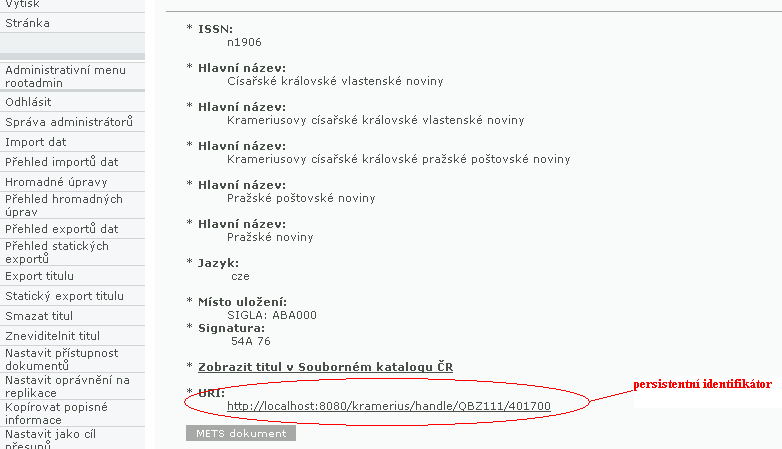 Výtisk
Stránka
Administrativní menu
rootadmin
Odhlásit
Správa administrátorů
Import dat
Přehled importů dat
Hromadné úpravy
Přehled hromadných
úprav
Přehled exportů dat
Přehled statických
exportů
Export titulu
Statický export titulu
Smazat titul
Zneviditelnit titul
Nastavit přístupnost
dokumentů
Nastavit oprávnění na
replikace
Kopírovat popisné
informace
Nastavit jako cíl
přesunů
* ISSN:
n1906
* Hlavní název:
Císařské královské vlastenské noviny
* Hlavní název:
Krameriusovy císařské královské vlastenské noviny
* Hlavní název:
Krameriusovy císařské královské pražské poštovské noviny
* Hlavní název:
Pražské poštovské noviny
* Hlavní název:
Pražské noviny
* Jazyk:
cze
* Místo uložení:
SIGLA: ABA000
* Signatura:
54A 76
* Zobrazit titul v Souborném katalogu ČR
* URI:
http://localhost:8080/kramerius/handle/QBZ111/401700
persistentní identifikátor
METS dokument